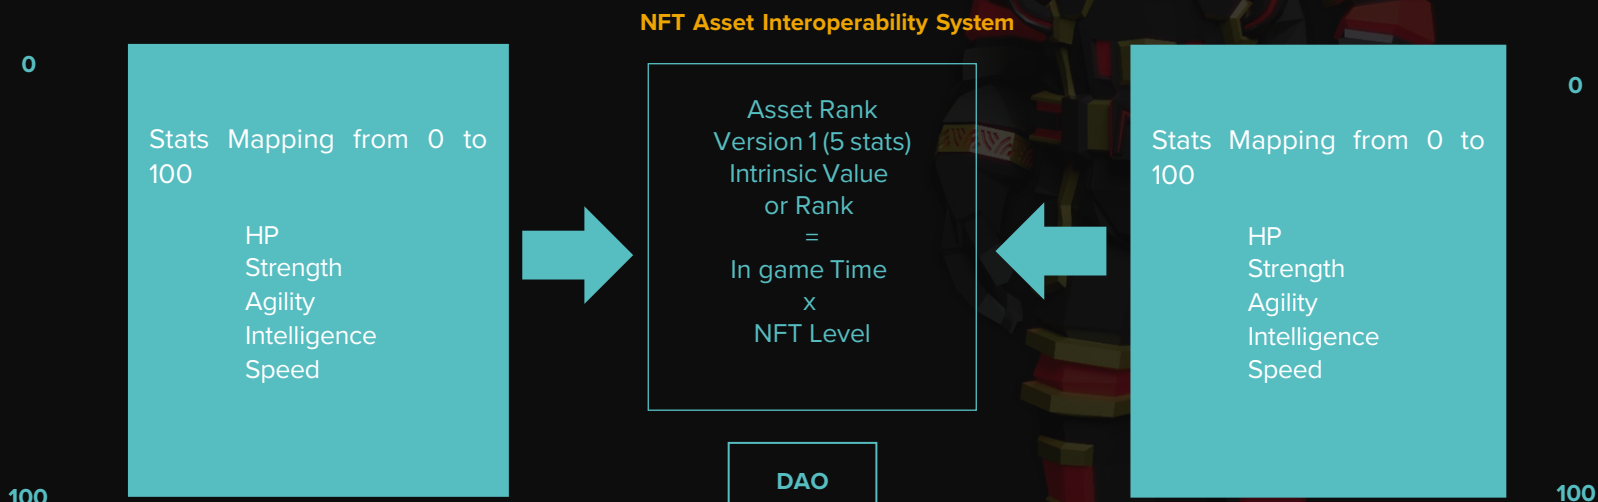 NFT Asset Interoperability System
0
Stats Mapping from 0 to
100
HP
Strength
Agility
Intelligence
Speed
100
Asset Rank
Version 1 (5 stats)
Intrinsic Value
or Rank
=
In game Time
x
NFT Level
DAO
0
Stats Mapping from 0 to
100
HP
Strength
Agility
Intelligence
Speed
100